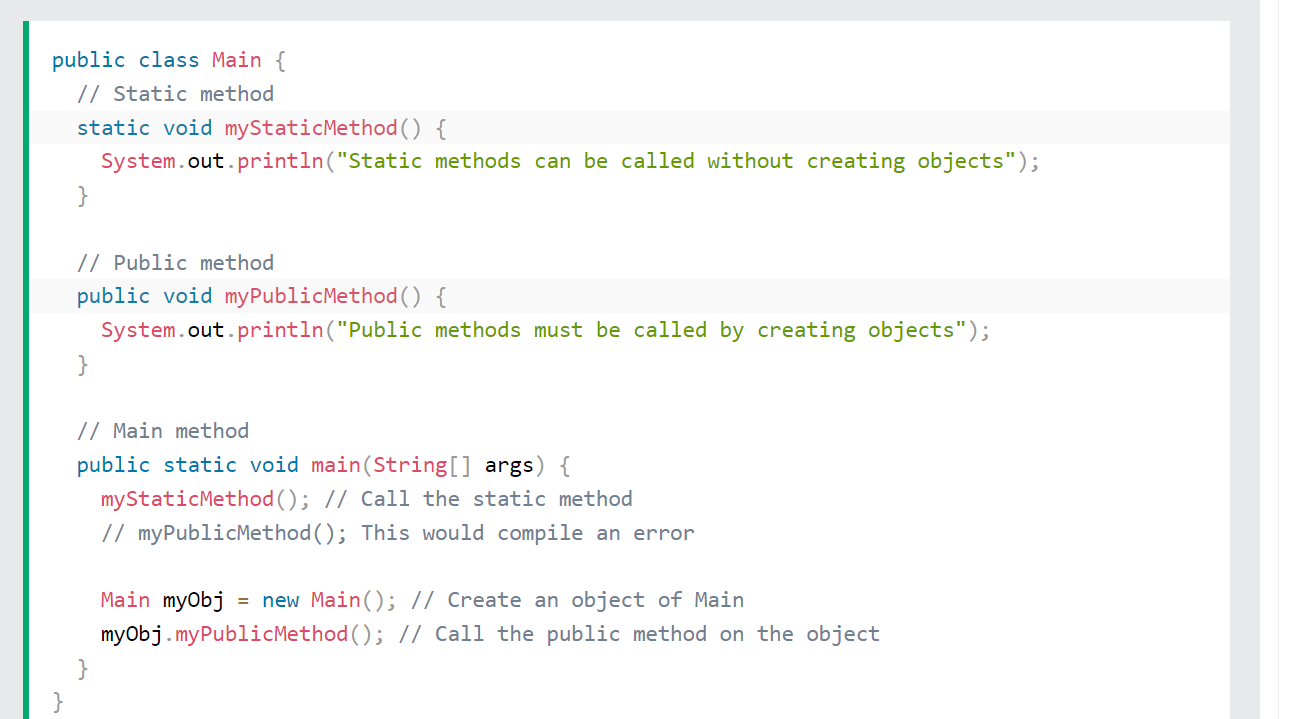 public class Main {
  // Static method
  static void myStaticMethod() {
    System.out.println("Static methods can be called without creating objects");
  }

  // Public method
  public void myPublicMethod() {
    System.out.println("Public methods must be called by creating objects");
  }

  // Main method
  public static void main(String[] args) {
    myStaticMethod(); // Call the static method
    // myPublicMethod(); This would compile an error

    Main myObj = new Main(); // Create an object of Main
    myObj.myPublicMethod(); // Call the public method on the object
  }
}